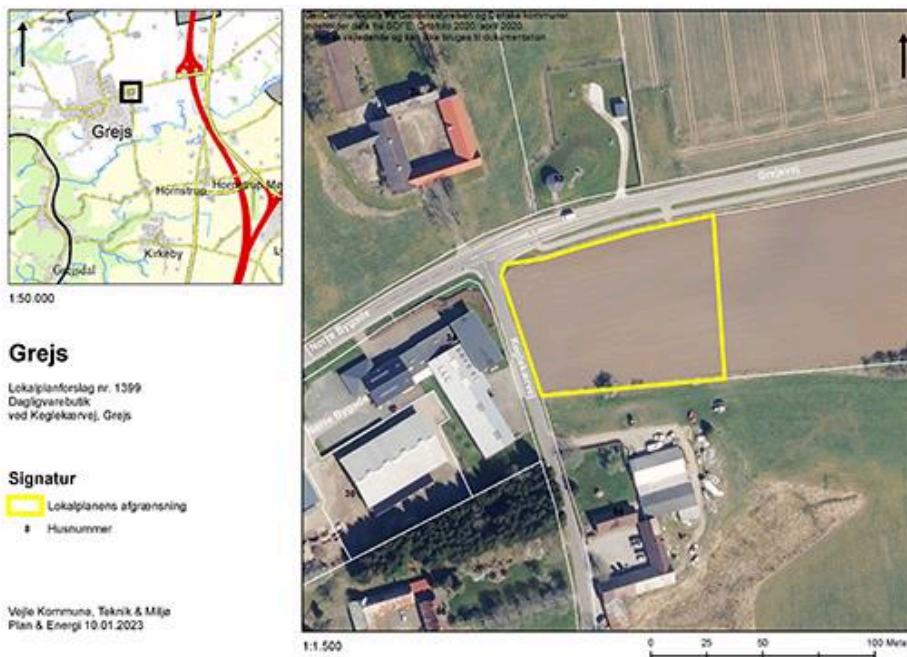 Grejs
Hornstrup
Kirkeby
Grejsdal
1:50.000
Grejs
Lokalplanforslag nr. 1399
Dagligvarebutik
ved Keglekærvej, Grejs
Signatur
Lokalplanens afgrænsning
# Husnummer
Vejle Kommune, Teknik & Miljø
Plan & Energi 10.01.2023
Grejsvej
Nørre Bygade
Keglekærvej
Nørre Bygade
1:1.500
0 25 50 100 Mete